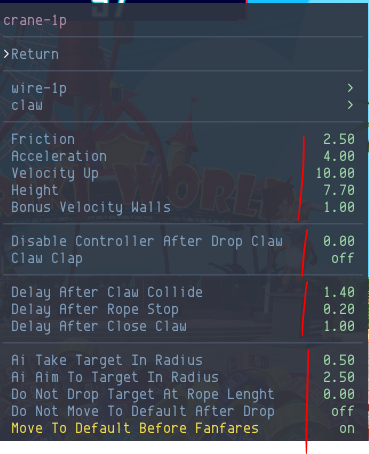 crane-1p
>Return
wire-1p >
claw >
Friction 2.50
Acceleration 4.00
Velocity Up 10.00
Height 7.70
Bonus Velocity Walls 1.00
Disable Controller After Drop Claw 0.00
Claw Clap off
Delay After Claw Collide 1.40
Delay After Rope Stop 0.20
Delay After Close Claw 1.00
Ai Take Target In Radius 0.50
Ai Aim To Target In Radius 2.50
Do Not Drop Target At Rope Lenght 0.00
Do Not Move To Default After Drop off
Move To Default Before Fanfares on
WORLD